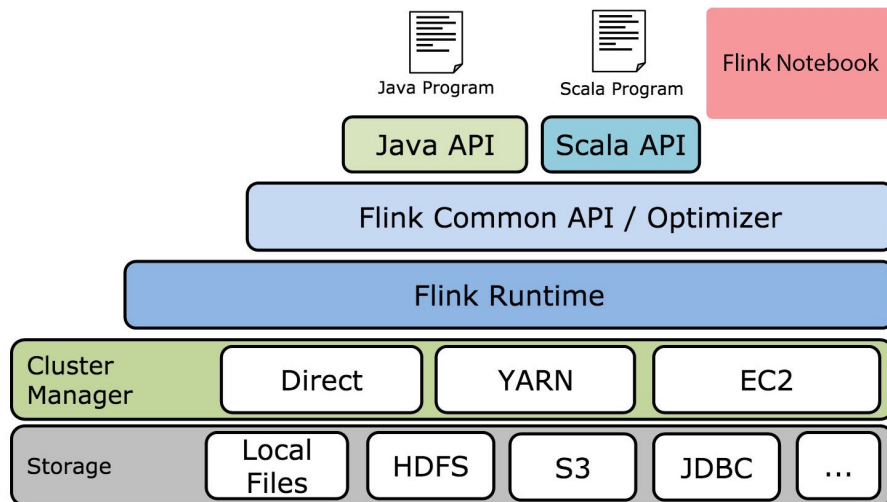 Java Program
Scala Program
Flink Notebook
Java API
Scala API
Flink Common API / Optimizer
Flink Runtime
Cluster
Manager
Direct
YARN
EC2
Storage
Local
Files
HDFS
S3
JDBC
...